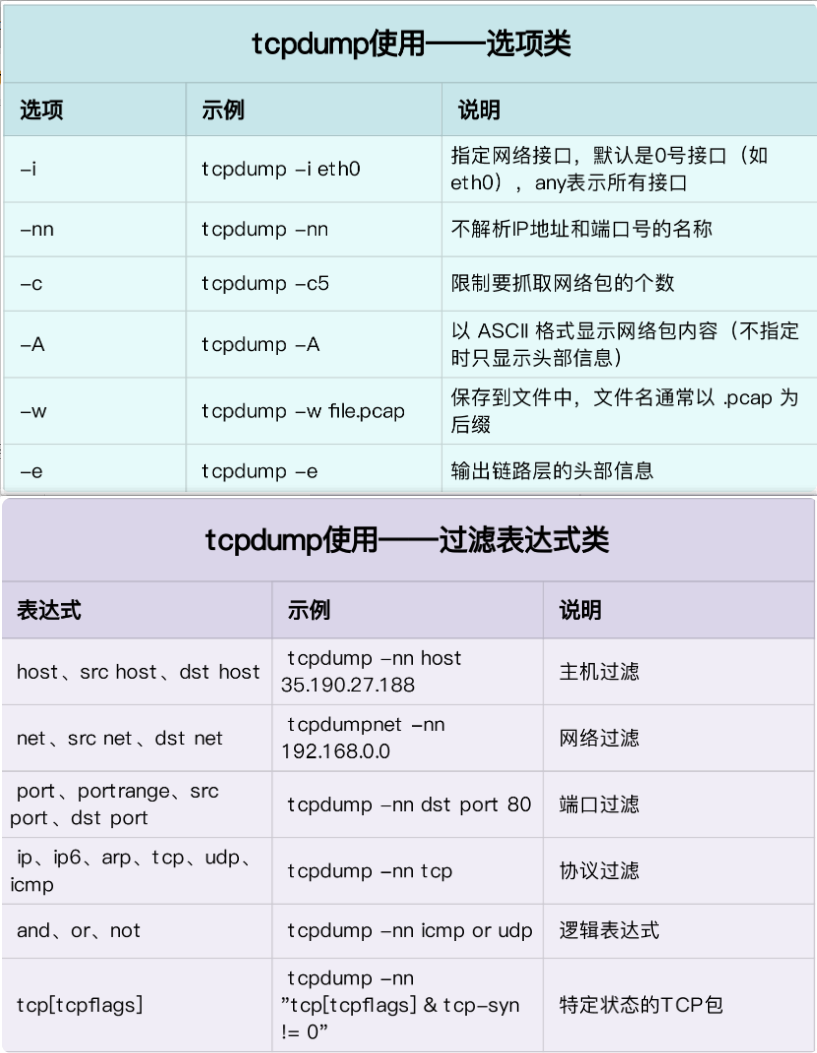 tcpdump使用——选项类
选项 示例 说明
-i tcpdump -i eth0 指定网络接口，默认是0号接口（如
eth0），any表示所有接口
-nn tcpdump -nn 不解析IP地址和端口号的名称
-c tcpdump -c5 限制要抓取网络包的个数
-A tcpdump -A 以 ASCII 格式显示网络包内容（不指定
时只显示头部信息）
-w tcpdump -w file.pcap 保存到文件中，文件名通常以 .pcap 为
后缀
-e tcpdump -e 输出链路层的头部信息
tcpdump使用——过滤表达式类
表达式 示例 说明
host、src host、dst host tcpdump -nn host
35.190.27.188 主机过滤
net、src net、dst net tcpdumpnet -nn
192.168.0.0 网络过滤
port、portrange、src
port、dst port tcpdump -nn dst port 80 端口过滤
ip、ip6、arp、tcp、udp、
icmp tcpdump -nn tcp 协议过滤
and、or、not tcpdump -nn icmp or udp 逻辑表达式
tcp[tcpflags] tcpdump -nn
”tcp[tcpflags] & tcp-syn
!= 0” 特定状态的TCP包